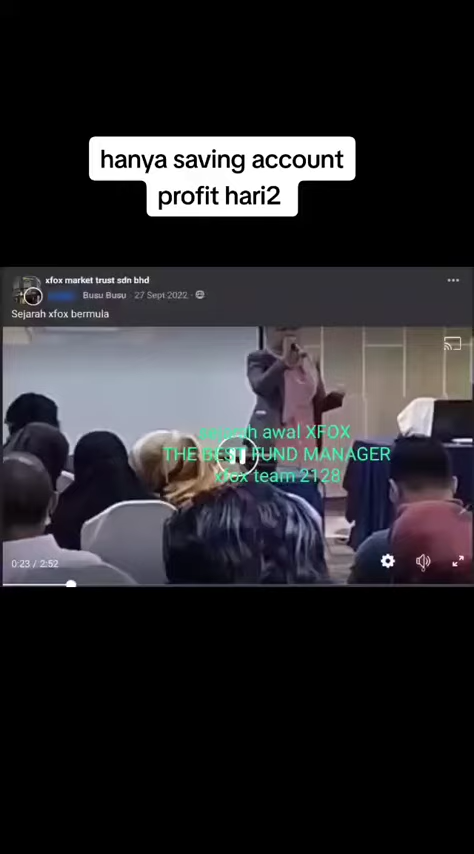 hanya saving account
profit hari2
xfox market trust sdn bhd
Busu Busu · 27 Sept 2022 ·
Sejarah xfox bermula
awal XFOX
THE BEST FUND MANAGER
xfox team 2128
0:23 / 2:52